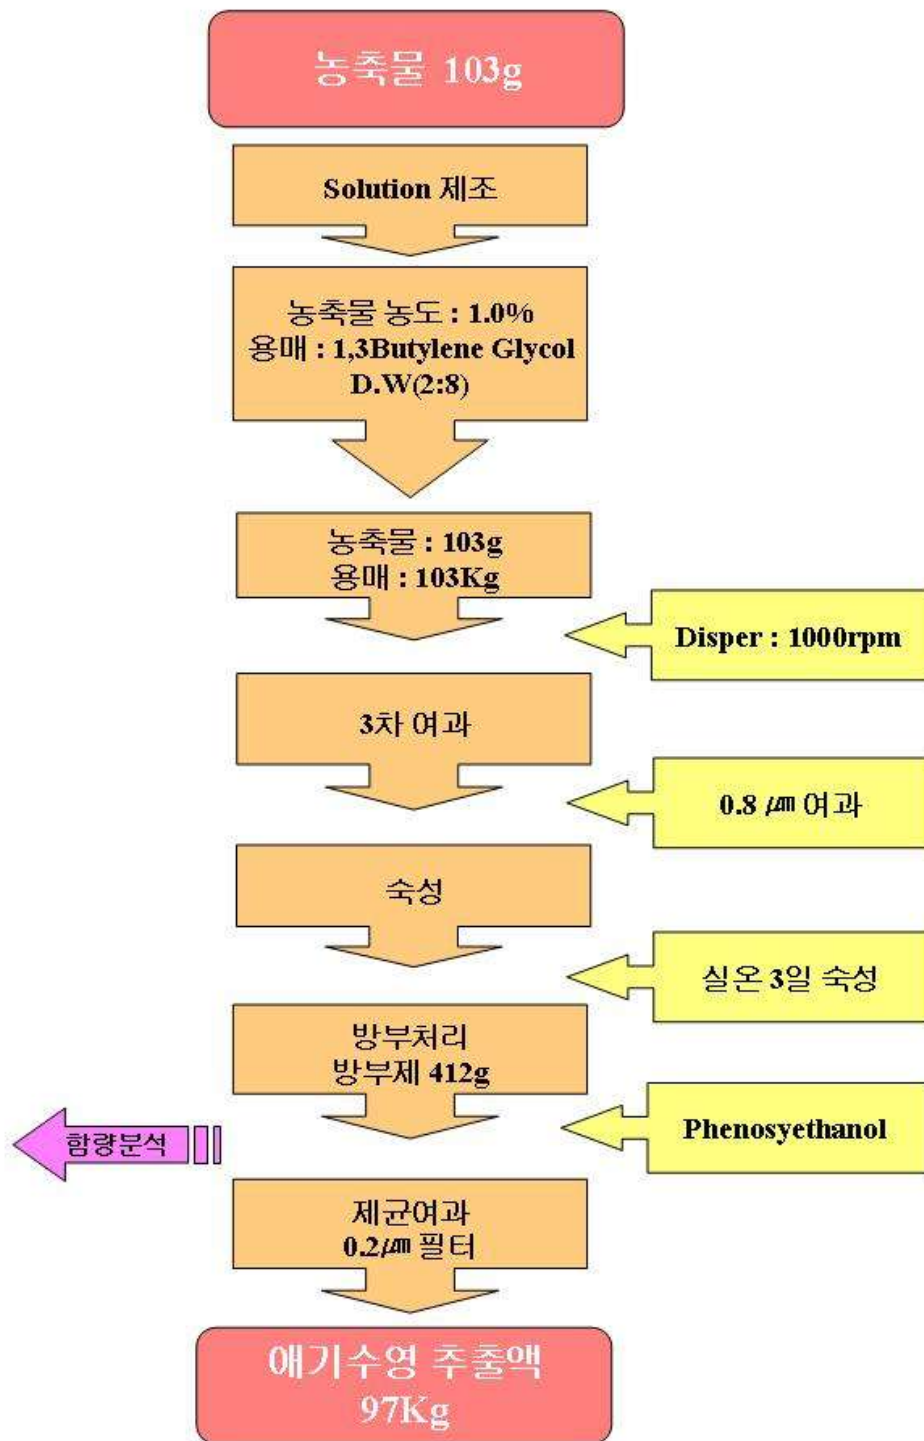 농축물 103g
Solution 제조
농축물 농도 : 1.0%
용매 : 1,3Butylene Glycol
D.W(2:8)
농축물 : 103g
용매 : 103Kg
Disper : 1000rpm
3차 여과
0.8 ㎛ 여과
숙성
실온 3일 숙성
방부처리
방부제 412g
Phenosyethanol
함량분석
제균여과
0.2㎛ 필터
애기수영 추출액
97Kg